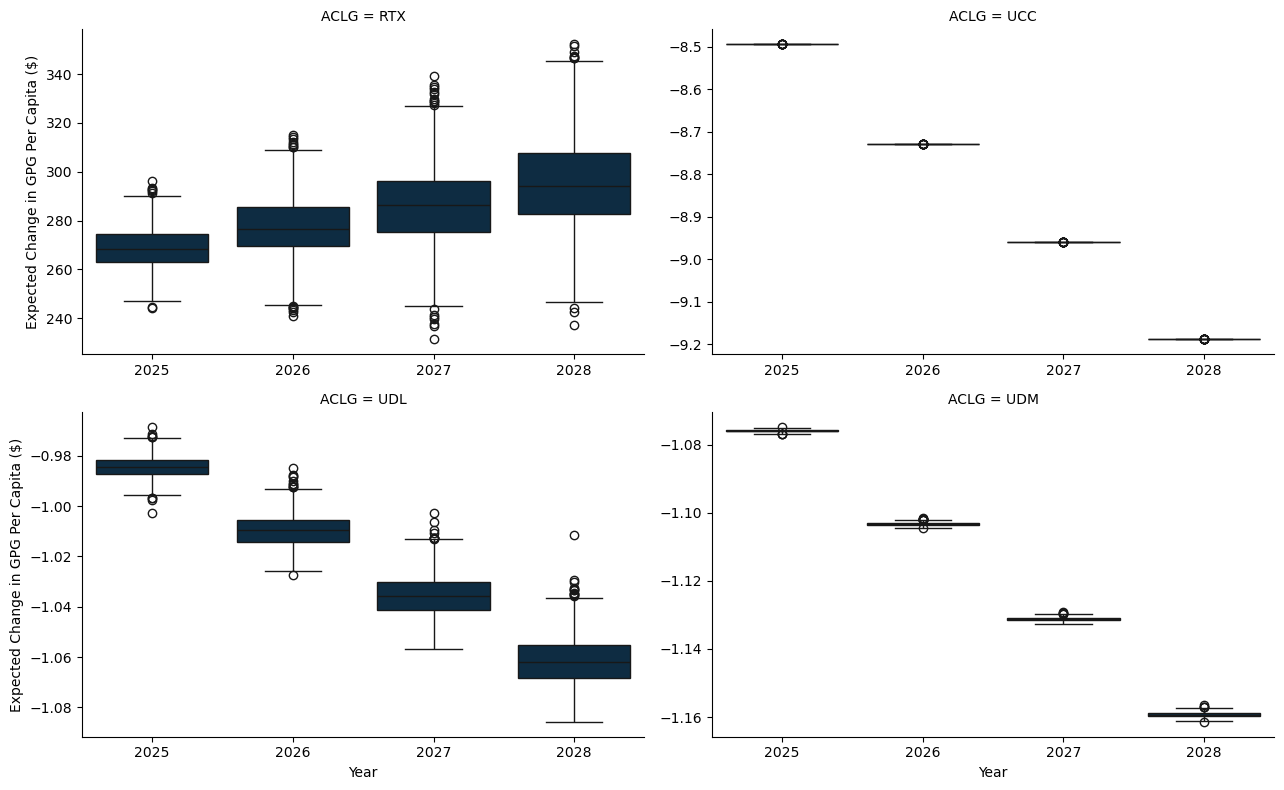 ACLG = RTX
Expected Change in GPG Per Capita ($)
340
320
300
280
260
240
2025 2026 2027 2028
ACLG = UCC
−8.5
−8.6
−8.7
−8.8
−8.9
−9.0
−9.1
−9.2
2025 2026 2027 2028
ACLG = UDL
Expected Change in GPG Per Capita ($)
−0.98
−1.00
−1.02
−1.04
−1.06
−1.08
2025 2026 2027 2028
Year
ACLG = UDM
−1.08
−1.10
−1.12
−1.14
−1.16
2025 2026 2027 2028
Year